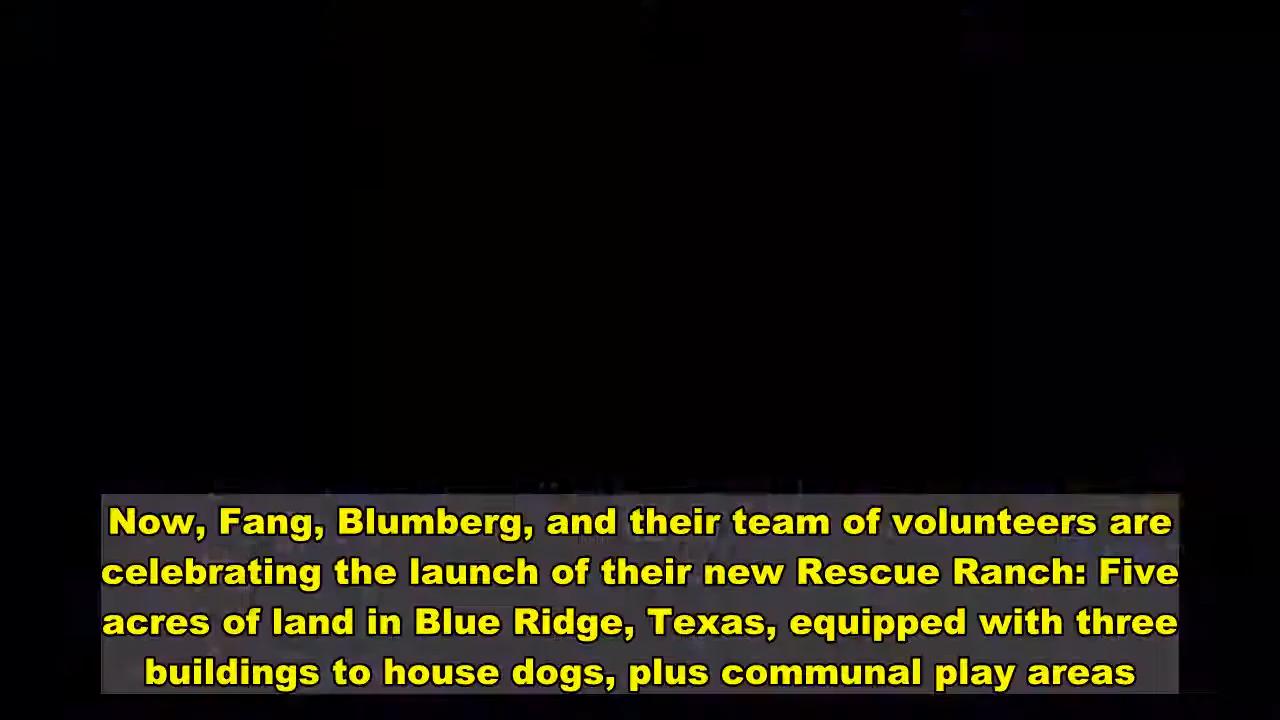 Now, Fang, Blumberg, and their team of volunteers are
celebrating the launch of their new Rescue Ranch: Five
acres of land in Blue Ridge, Texas, equipped with three
buildings to house dogs, plus communal play areas